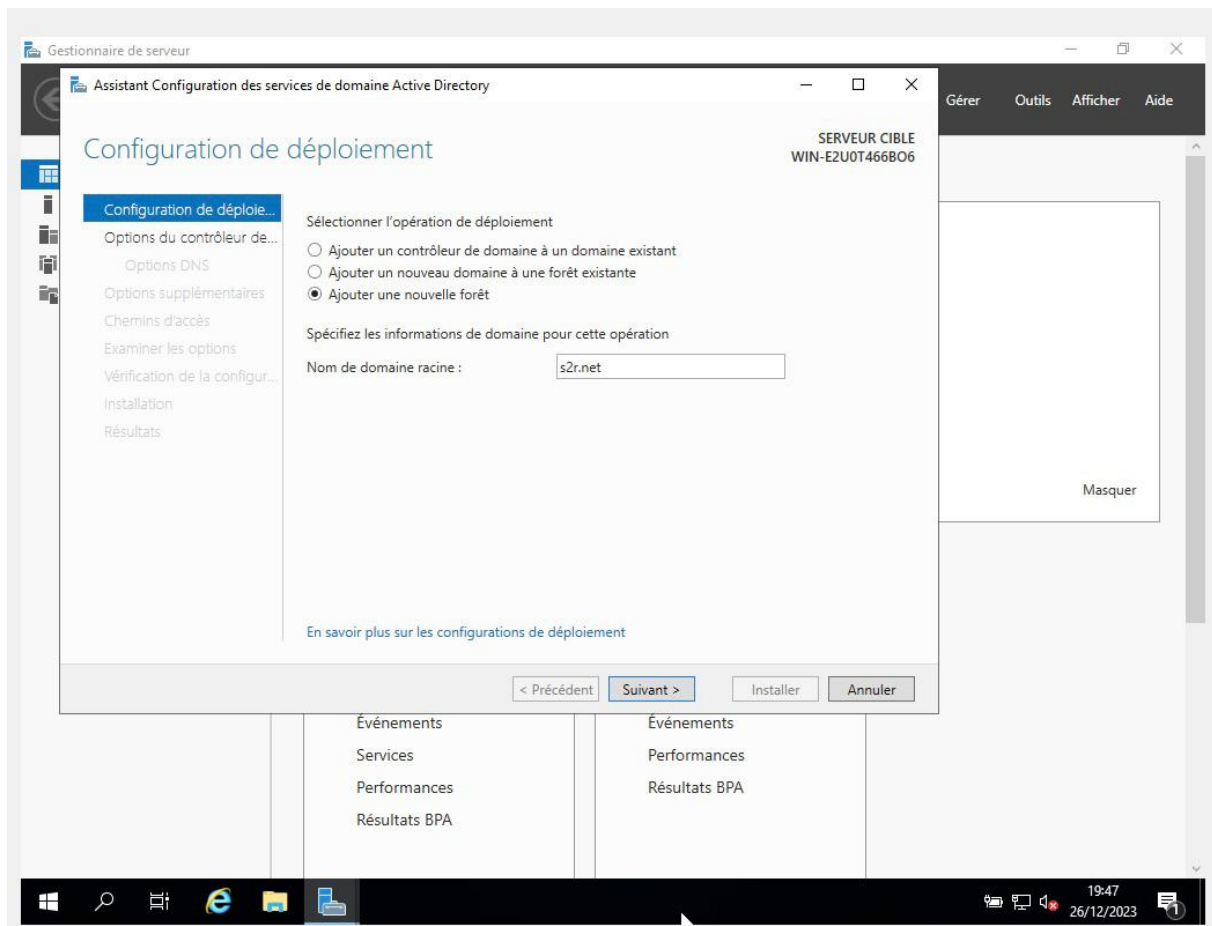 Gestionnaire de serveur
Assistant Configuration des services de domaine Active Directory
Gérer Outils Afficher Aide
Configuration de déploiement
SERVEUR CIBLE
WIN-E2U0T466BO6
Configuration de déploie...
Options du contrôleur de...
Options DNS
Options supplémentaires
Chemins d'accès
Examiner les options
Vérification de la configur...
Installation
Résultats
Sélectionner l'opération de déploiement
Ajouter un contrôleur de domaine à un domaine existant
Ajouter un nouveau domaine à une forêt existante
Ajouter une nouvelle forêt
Spécifiez les informations de domaine pour cette opération
Nom de domaine racine : s2r.net
En savoir plus sur les configurations de déploiement
Masquer
< Précédent Suivant > Installer Annuler
Événements
Services
Performances
Résultats BPA
Événements
Performances
Résultats BPA
19:47
26/12/2023
1